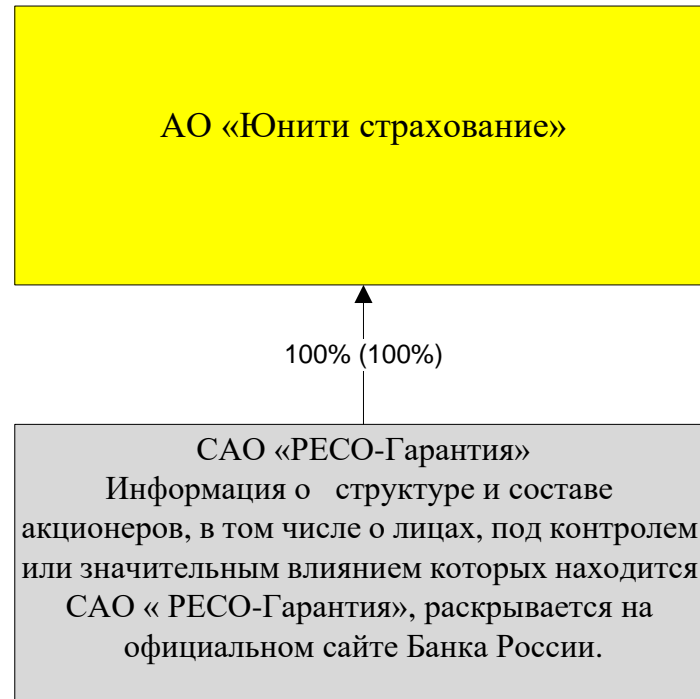 АО «Юнити страхование»
100% (100%)
САО «РЕСО-Гарантия»
Информация о структуре и составе
акционеров, в том числе о лицах, под контролем
или значительным влиянием которых находится
САО « РЕСО-Гарантия», раскрывается на
официальном сайте Банка России.